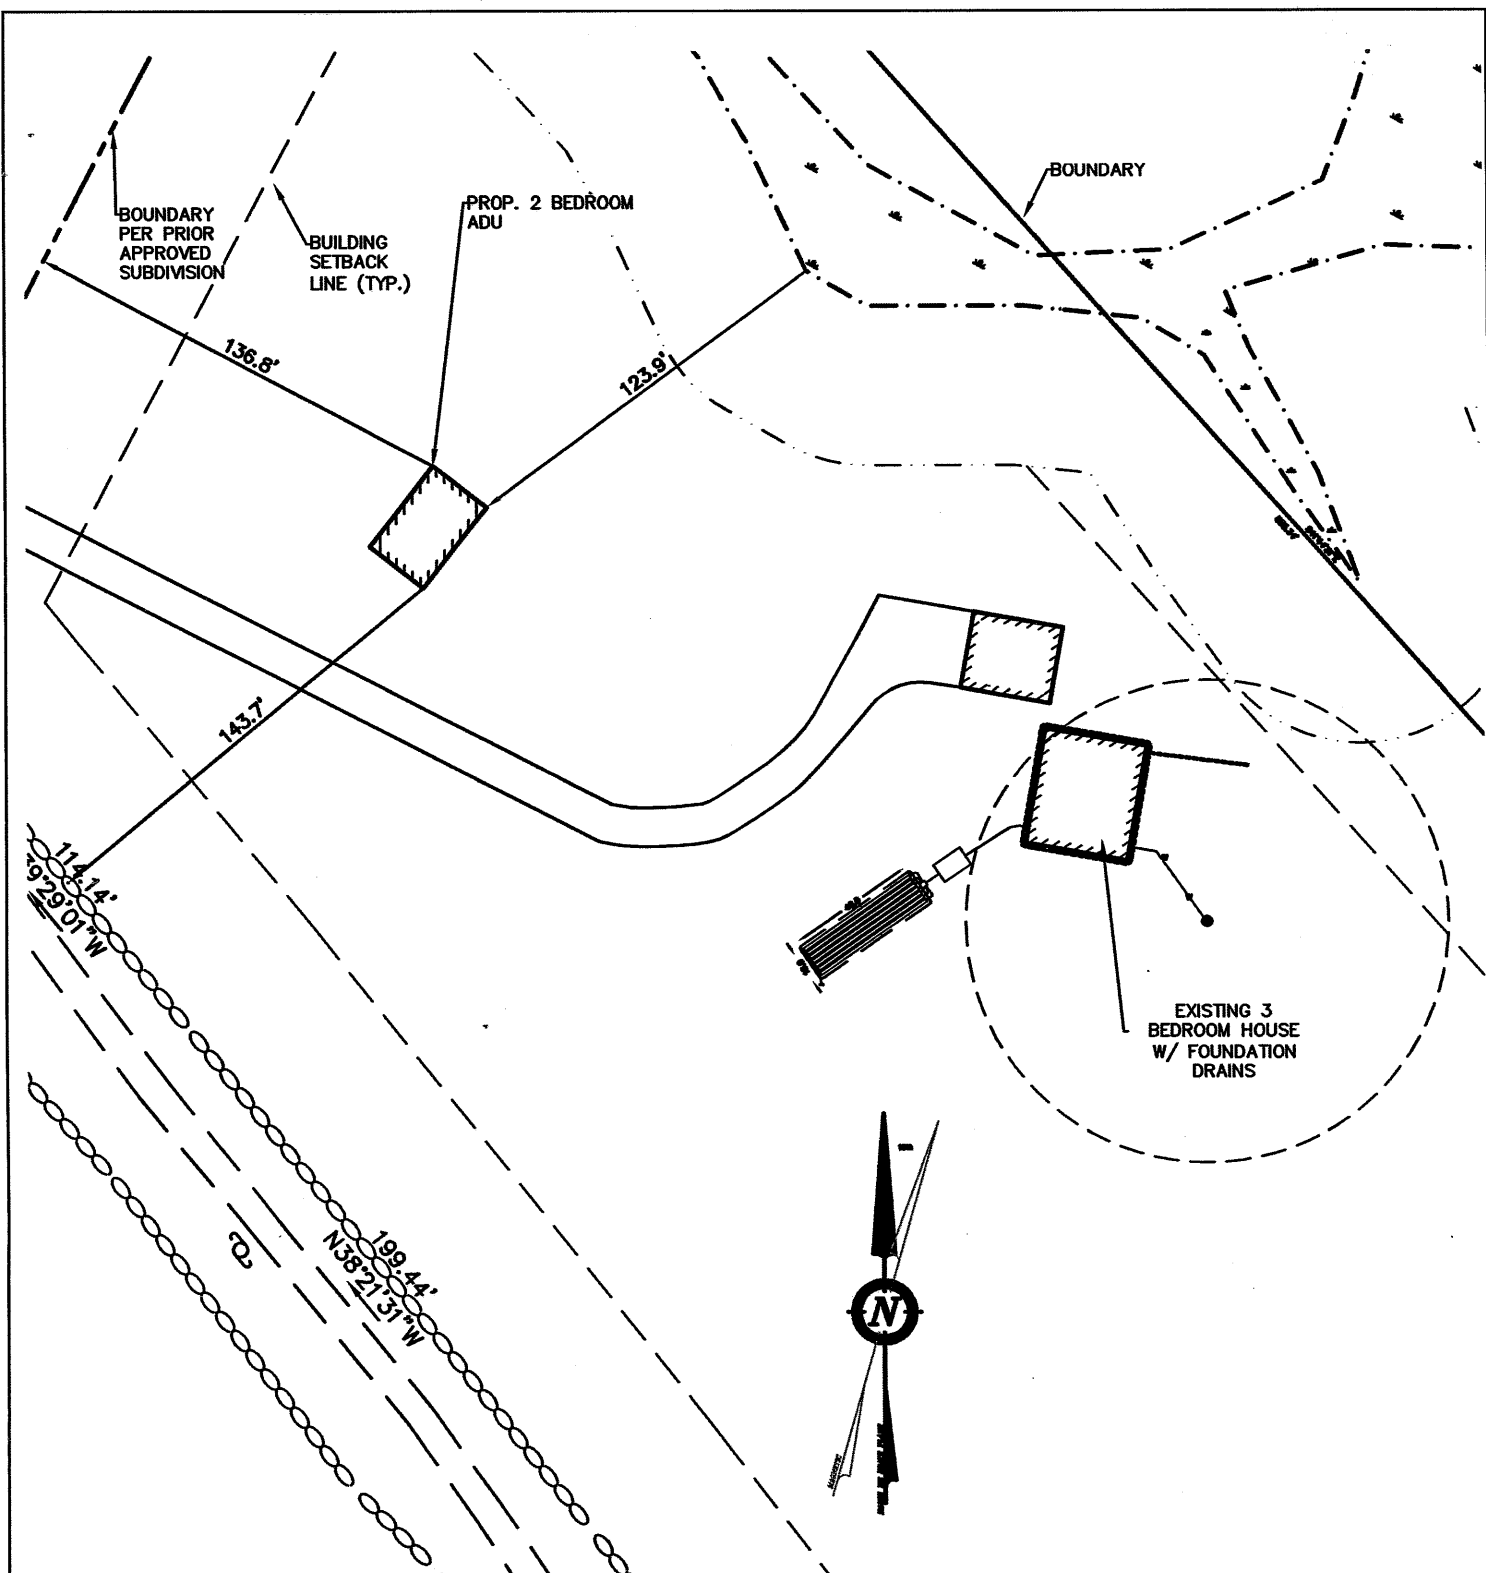 BOUNDARY
PER PRIOR
APPROVED
SUBDIVISION
BUILDING
SETBACK
LINE (TYP.)
PROP. 2 BEDROOM
ADU
BOUNDARY
136.8'
123.9'
143.7'
114.14'
9°29'01"W
199.44'
N38°21'31"W
EXISTING 3
BEDROOM HOUSE
W/ FOUNDATION
DRAINS
N
MAGNETIC